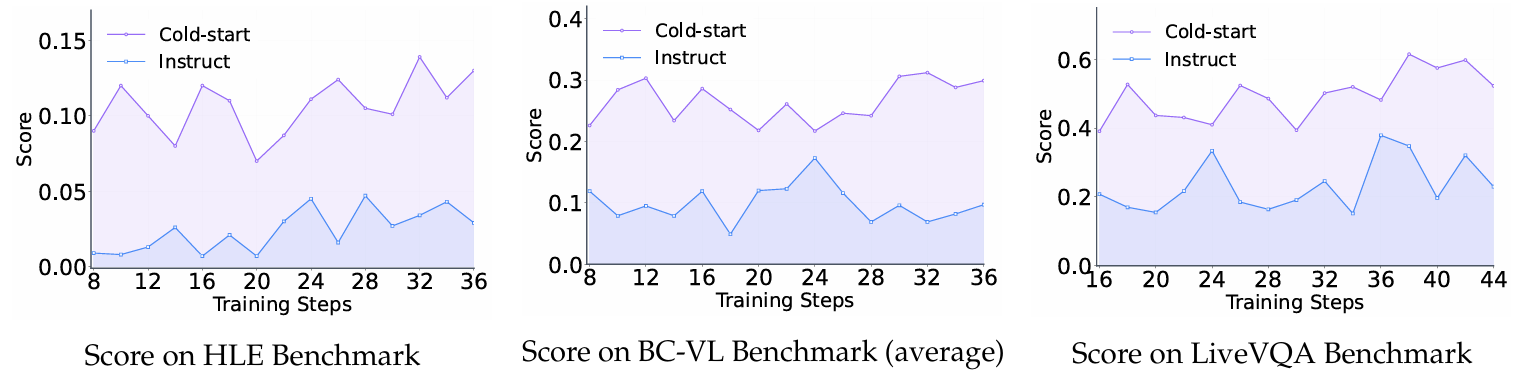 Score
0.15
0.10
0.05
0.00
Cold-start
Instruct
8 12 16 20 24 28 32 36
Training Steps
Score on HLE Benchmark
Score
0.4
0.3
0.2
0.1
0.0
Cold-start
Instruct
8 12 16 20 24 28 32 36
Training Steps
Score on BC-VL Benchmark (average)
Score
0.6
0.4
0.2
0.0
Cold-start
Instruct
16 20 24 28 32 36 40 44
Training Steps
Score on LiveVQA Benchmark